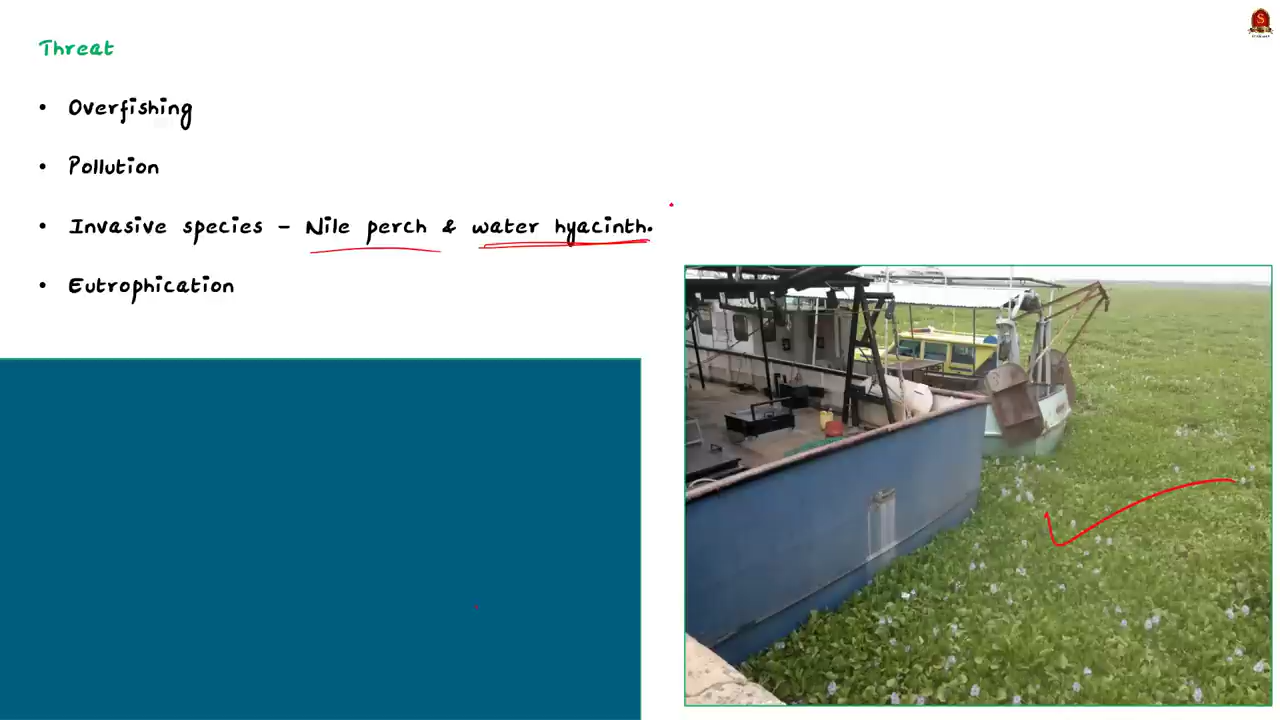 Threat
• Overfishing
• Pollution
• Invasive species - Nile perch & water hyacinth.
• Eutrophication